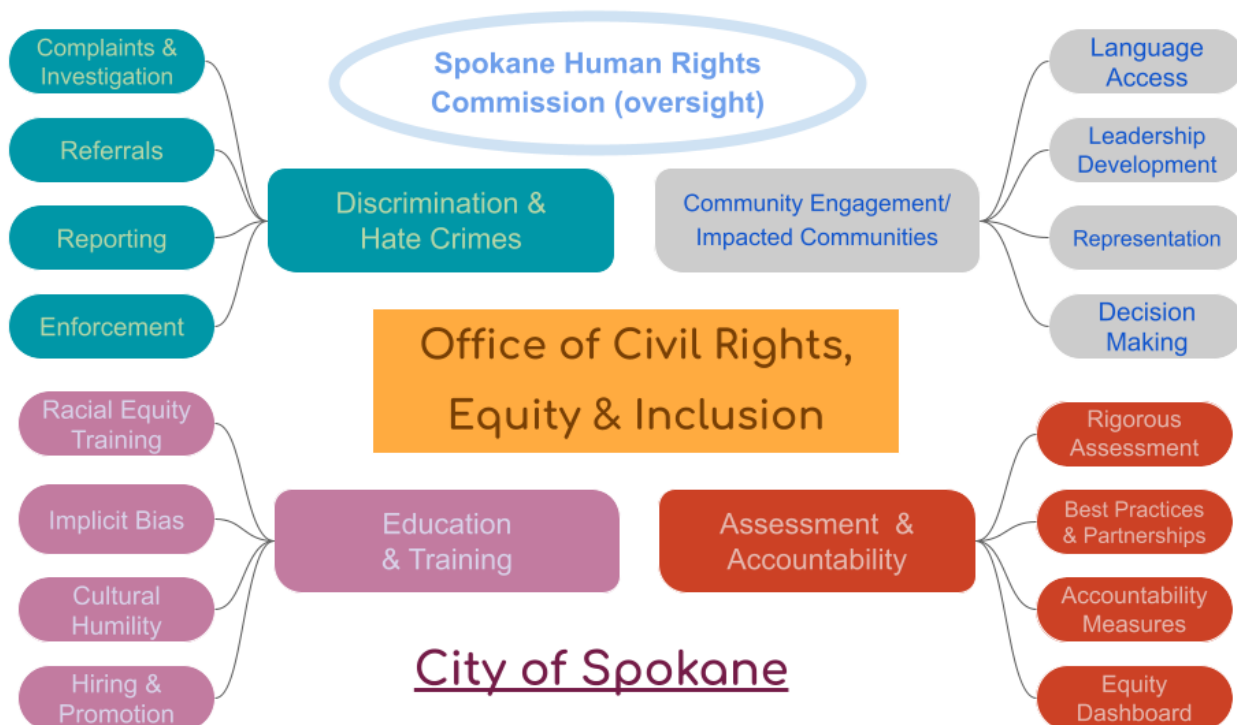 Complaints &
Investigation
Referrals
Reporting
Enforcement
Discrimination &
Hate Crimes
Spokane Human Rights
Commission (oversight)
Community Engagement/
Impacted Communities
Language
Access
Leadership
Development
Representation
Decision
Making
Office of Civil Rights,
Equity & Inclusion
Racial Equity
Training
Implicit Bias
Cultural
Humility
Hiring &
Promotion
Education
& Training
Assessment &
Accountability
Rigorous
Assessment
Best Practices
& Partnerships
Accountability
Measures
Equity
Dashboard
City of Spokane